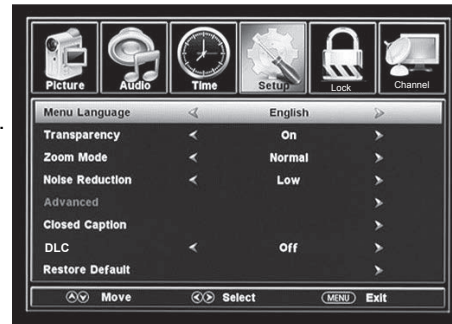 Picture Audio Time Setup Lock Channel
Menu Language English
Transparency On
Zoom Mode Normal
Noise Reduction Low
Advanced
Closed Caption
DLC Off
Restore Default
Move Select MENU Exit